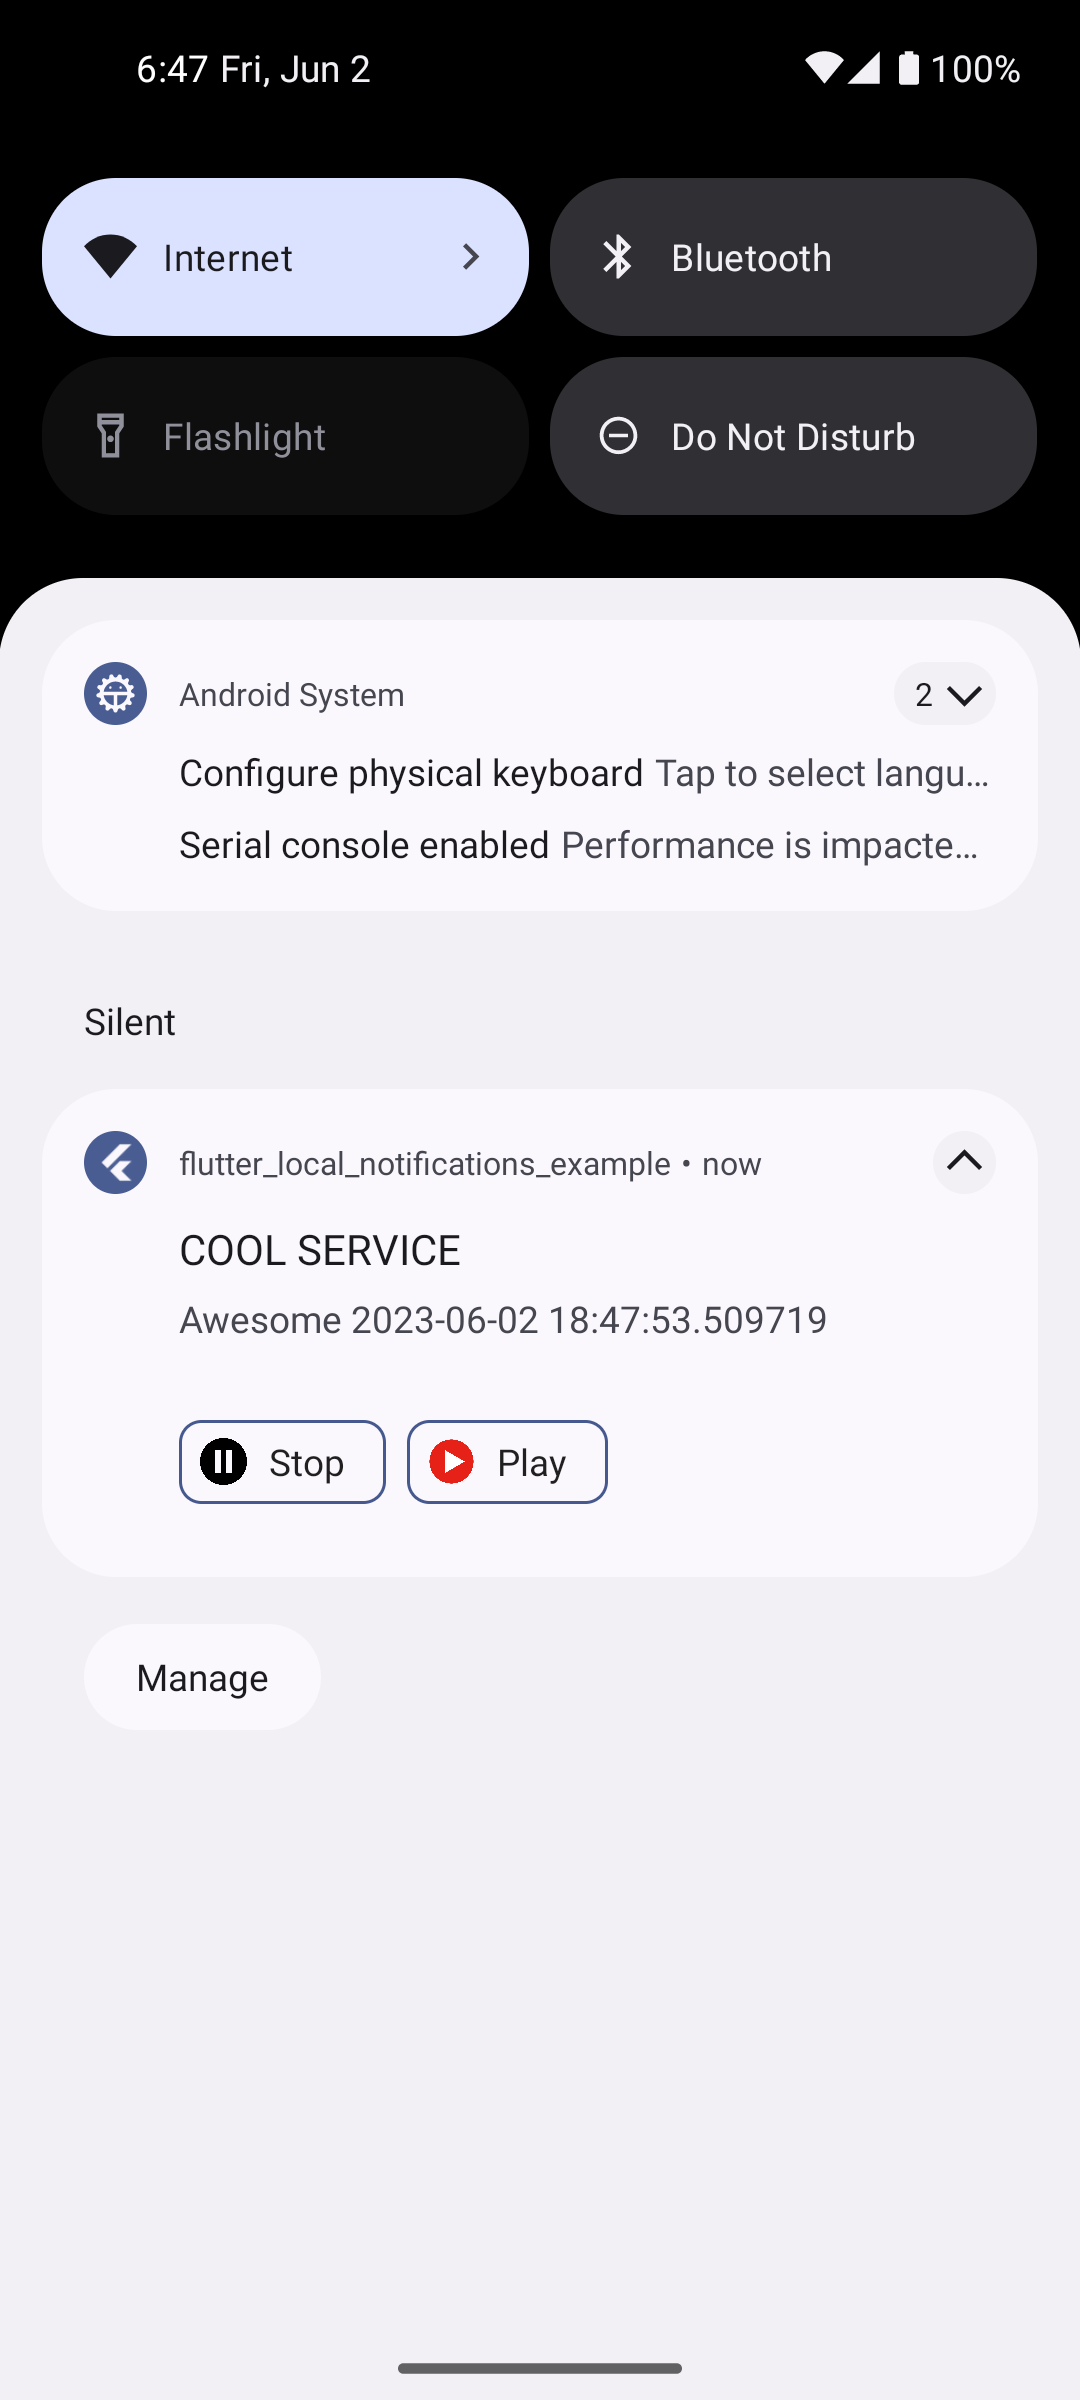 6:47 Fri, Jun 2 100%
Internet
Bluetooth
Flashlight
Do Not Disturb
Android System 2
Configure physical keyboard Tap to select langu…
Serial console enabled Performance is impacte…
Silent
flutter_local_notifications_example • now
COOL SERVICE
Awesome 2023-06-02 18:47:53.509719
Stop Play
Manage